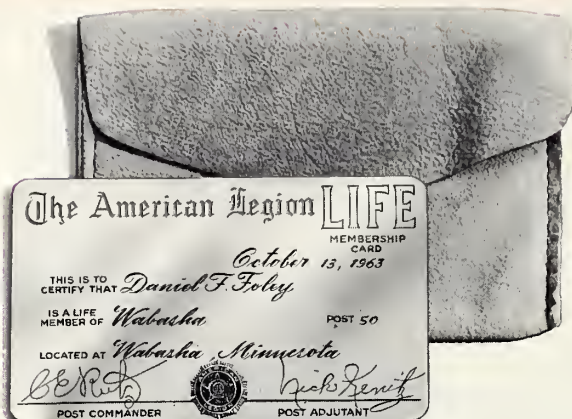 The American Legion LIFE
MEMBERSHIP
CARD
October 13, 1963
THIS IS TO
CERTIFY THAT Daniel F. Foley
IS A LIFE
MEMBER OF Wabasha POST 50
LOCATED AT Wabasha, Minnesota
POST COMMANDER POST ADJUTANT